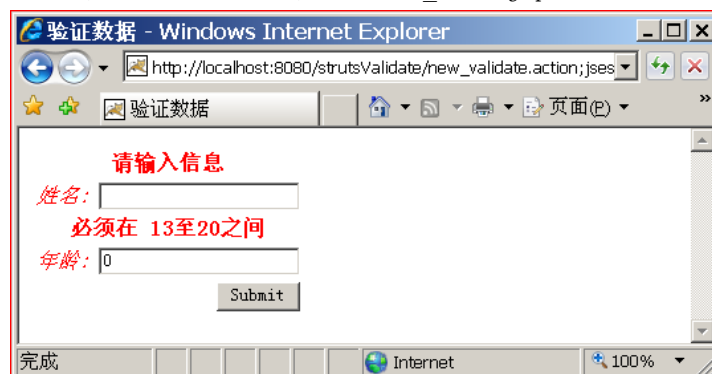 验证数据 - Windows Internet Explorer
http://localhost:8080/strutsValidate/new_validate.action;jses
验证数据
页面(P)
»
请输入信息
姓名:
必须在 13至20之间
年龄: 0
Submit
完成
Internet
100%